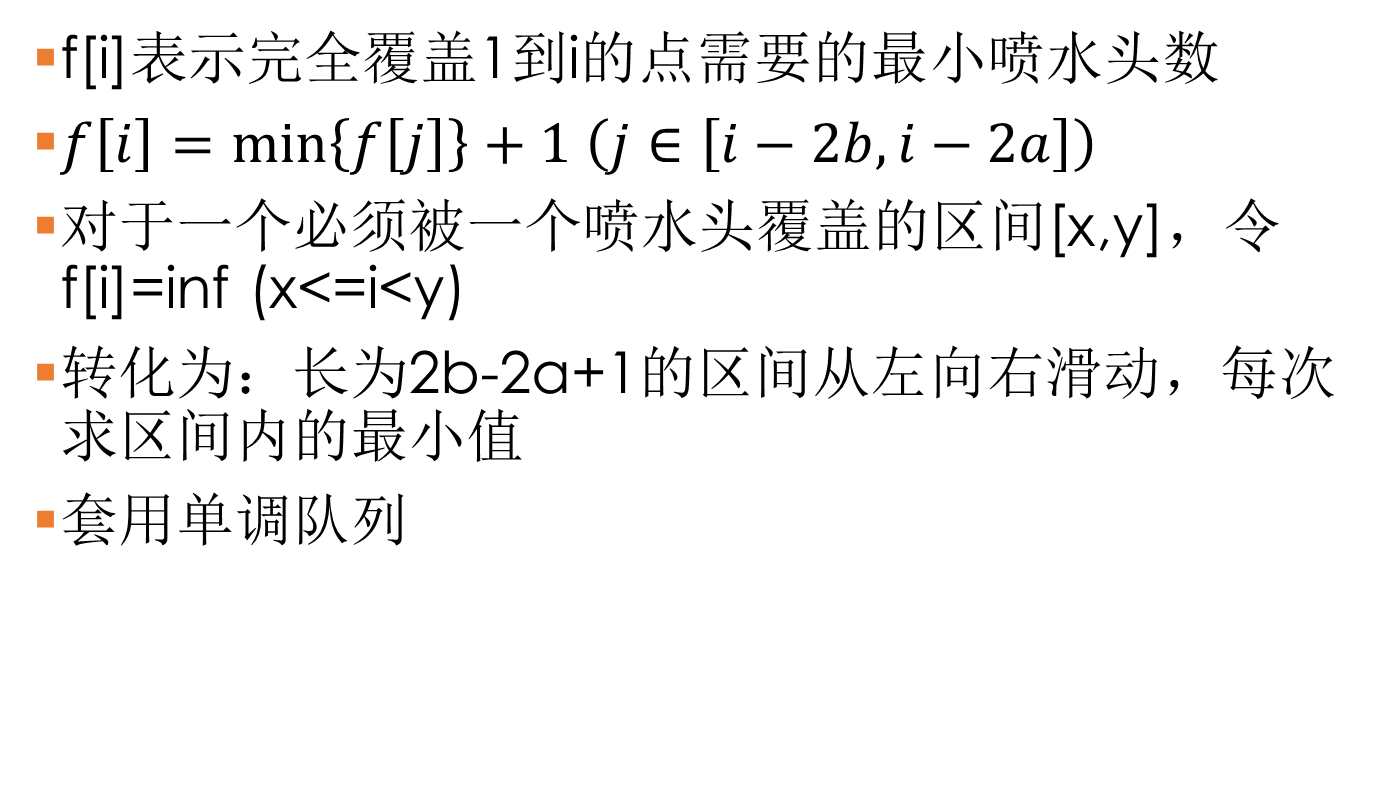 ▪f[i]表示完全覆盖1到i的点需要的最小喷水头数
▪f[i] = min{f[j]} + 1 (j ∈ [i − 2b, i − 2a])
▪对于一个必须被一个喷水头覆盖的区间[x,y]，令
f[i]=inf (x<=i<y)
▪转化为：长为2b-2a+1的区间从左向右滑动，每次
求区间内的最小值
▪套用单调队列